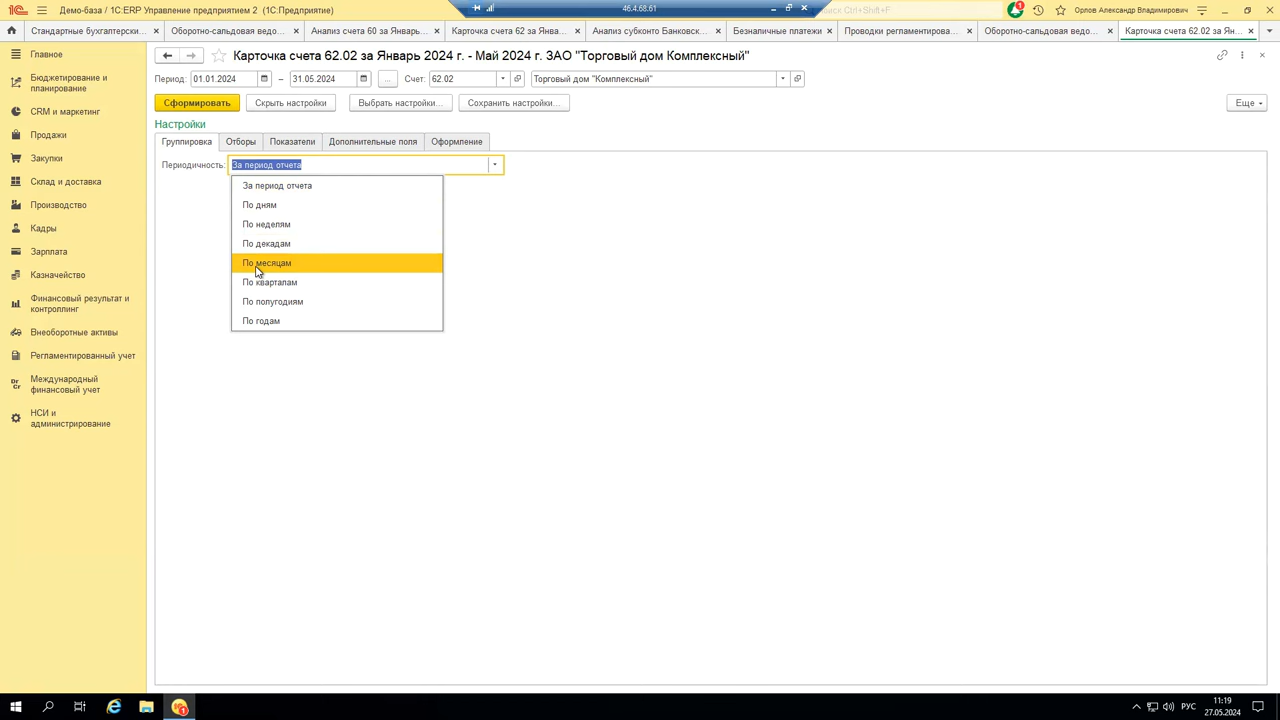 Демо-база / 1С:ERP Управление предприятием 2 (1С:Предприятие)
46.4.68.61
Ctrl+Shift+F
1
Орлов Александр Владимирович
Стандартные бухгалтерски...
Оборотно-сальдовая ведо...
Анализ счета 60 за Январь...
Карточка счета 62 за Янва...
Анализ субконто Банковск...
Безналичные платежи
Проводки регламентирова...
Оборотно-сальдовая ведо...
Карточка счета 62.02 за Ян...
Главное
Бюджетирование и
планирование
CRM и маркетинг
Продажи
Закупки
Склад и доставка
Производство
Кадры
Зарплата
Казначейство
Финансовый результат и
контроллинг
Внеоборотные активы
Регламентированный учет
Международный
финансовый учет
НСИ и
администрирование
Карточка счета 62.02 за Январь 2024 г. - Май 2024 г. ЗАО "Торговый дом Комплексный"
Период: 01.01.2024 – 31.05.2024 ... Счет: 62.02 Торговый дом "Комплексный"
Сформировать Скрыть настройки Выбрать настройки... Сохранить настройки... Еще
Настройки
Группировка Отборы Показатели Дополнительные поля Оформление
Периодичность: За период отчета
За период отчета
По дням
По неделям
По декадам
По месяцам
По кварталам
По полугодиям
По годам
РУС
11:19
27.05.2024